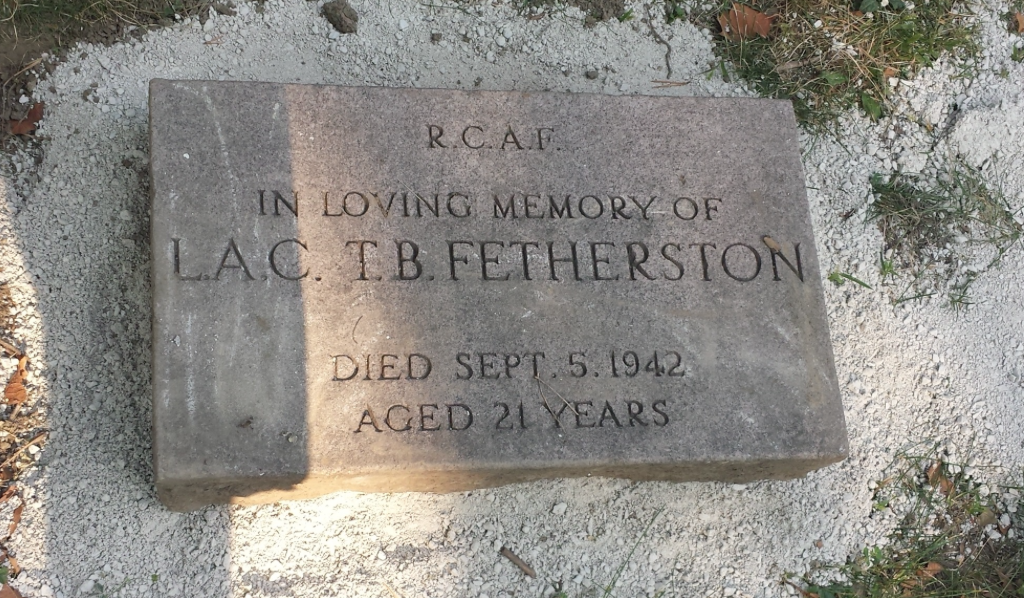 R.C.A.F.
IN LOVING MEMORY OF
L.A.C. T.B. FETHERSTON
DIED SEPT. 5. 1942
AGED 21 YEARS